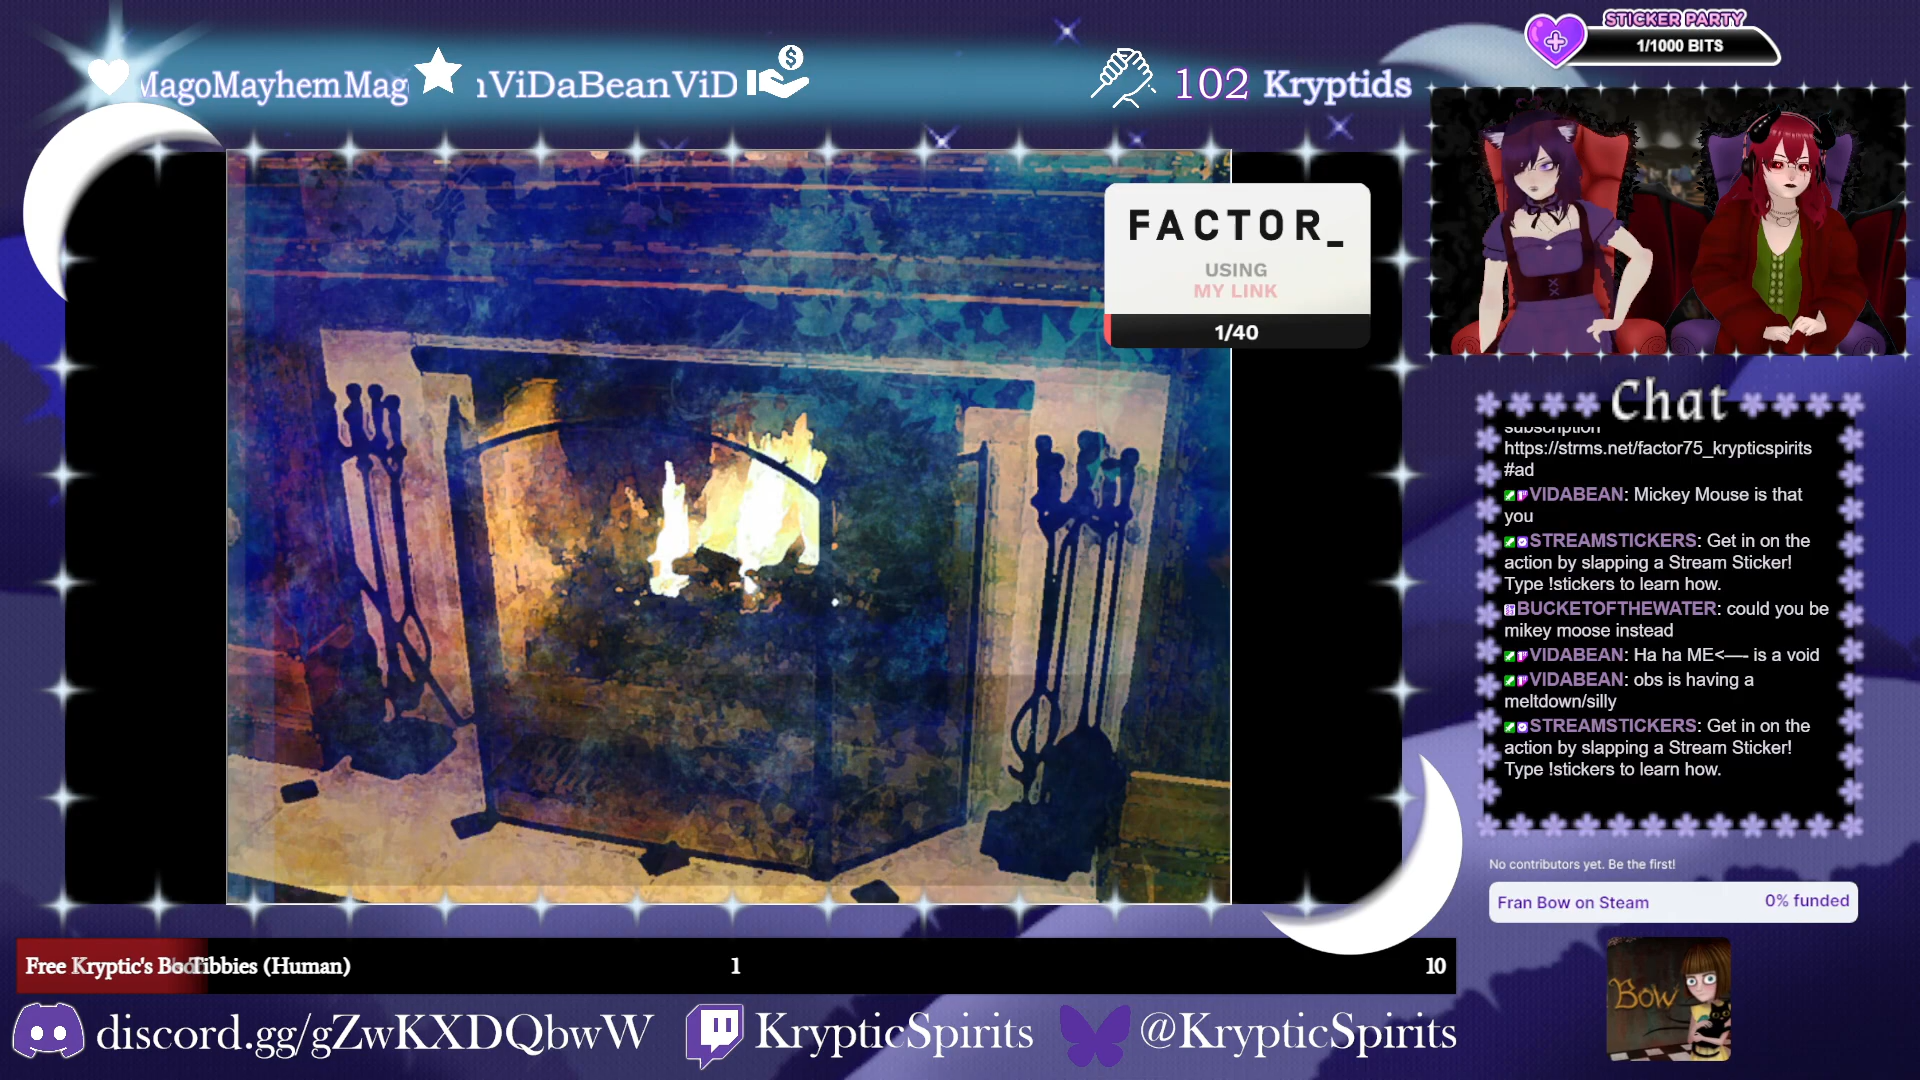 STICKER PARTY
1/1000 BITS
MagoMayhemMag
ViDaBeanViD
102 Kryptids
FACTOR_
USING
MY LINK
1/40
Chat
subscription
https://strms.net/factor75_krypticspirits
#ad
VIDABEAN: Mickey Mouse is that
you
STREAMSTICKERS: Get in on the
action by slapping a Stream Sticker!
Type !stickers to learn how.
BUCKETOFTHEWATER: could you be
mikey moose instead
VIDABEAN: Ha ha ME<—- is a void
VIDABEAN: obs is having a
meltdown/silly
STREAMSTICKERS: Get in on the
action by slapping a Stream Sticker!
Type !stickers to learn how.
No contributors yet. Be the first!
Fran Bow on Steam 0% funded
Free Kryptic's Tibbies (Human) 1 10
Bow
discord.gg/gZwKXDQbwW KrypticSpirits @KrypticSpirits